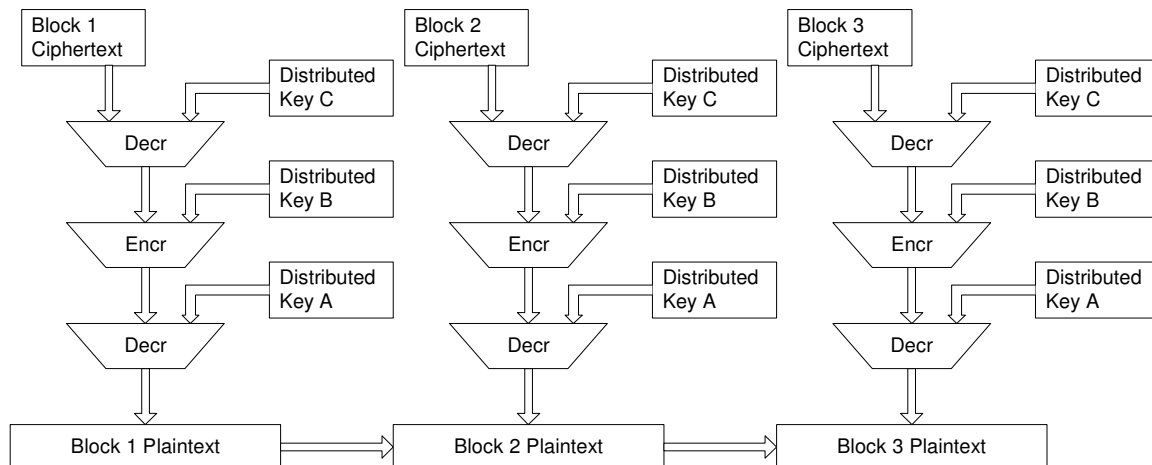 Block 1
Ciphertext
Block 2
Ciphertext
Block 3
Ciphertext
Distributed
Key C
Distributed
Key C
Distributed
Key C
Decr
Decr
Decr
Distributed
Key B
Distributed
Key B
Distributed
Key B
Encr
Encr
Encr
Distributed
Key A
Distributed
Key A
Distributed
Key A
Decr
Decr
Decr
Block 1 Plaintext
Block 2 Plaintext
Block 3 Plaintext